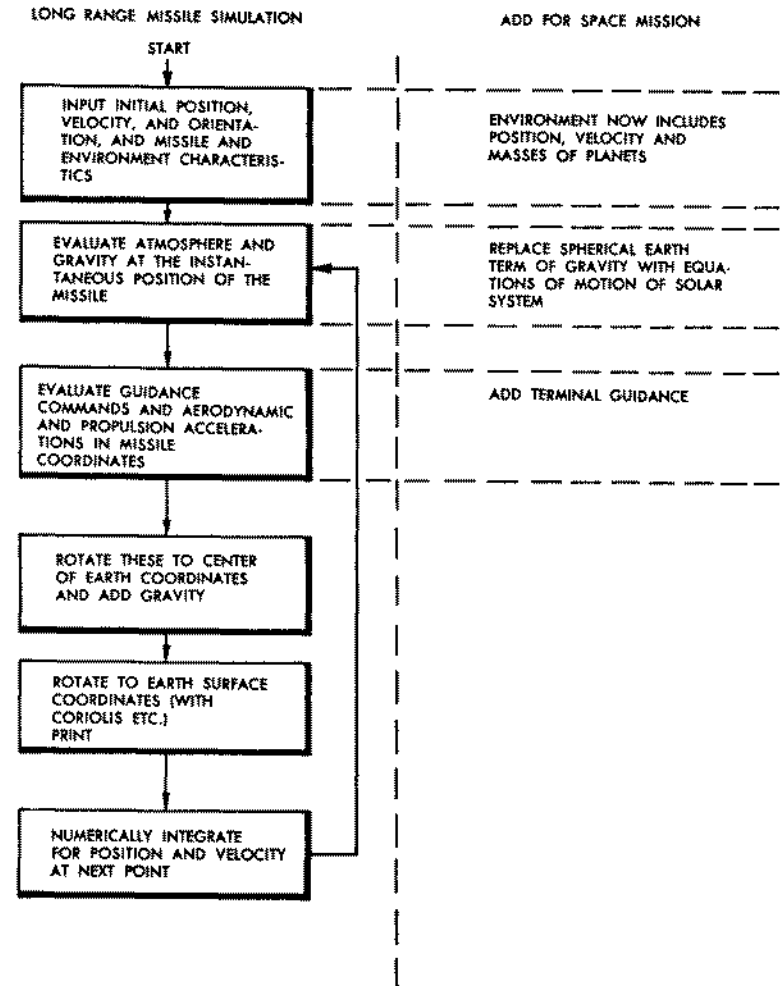 LONG RANGE MISSILE SIMULATION
START
INPUT INITIAL POSITION,
VELOCITY, AND ORIENTA-
TION, AND MISSILE AND
ENVIRONMENT CHARACTERIS-
TICS
EVALUATE ATMOSPHERE AND
GRAVITY AT THE INSTAN-
TANEOUS POSITION OF THE
MISSILE
EVALUATE GUIDANCE
COMMANDS AND AERODYNAMIC
AND PROPULSION ACCELERA-
TIONS IN MISSILE
COORDINATES
ROTATE THESE TO CENTER
OF EARTH COORDINATES
AND ADD GRAVITY
ROTATE TO EARTH SURFACE
COORDINATES (WITH
CORIOLIS ETC.)
PRINT
NUMERICALLY INTEGRATE
FOR POSITION AND VELOCITY
AT NEXT POINT
ADD FOR SPACE MISSION
ENVIRONMENT NOW INCLUDES
POSITION, VELOCITY AND
MASSES OF PLANETS
REPLACE SPHERICAL EARTH
TERM OF GRAVITY WITH EQUA-
TIONS OF MOTION OF SOLAR
SYSTEM
ADD TERMINAL GUIDANCE